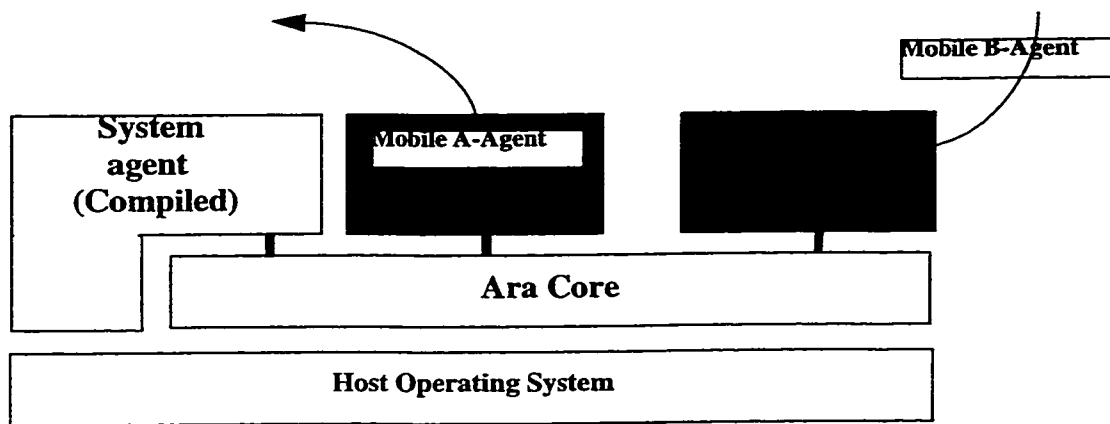 Mobile B-Agent
System
agent
(Compiled)
Mobile A-Agent
Ara Core
Host Operating System